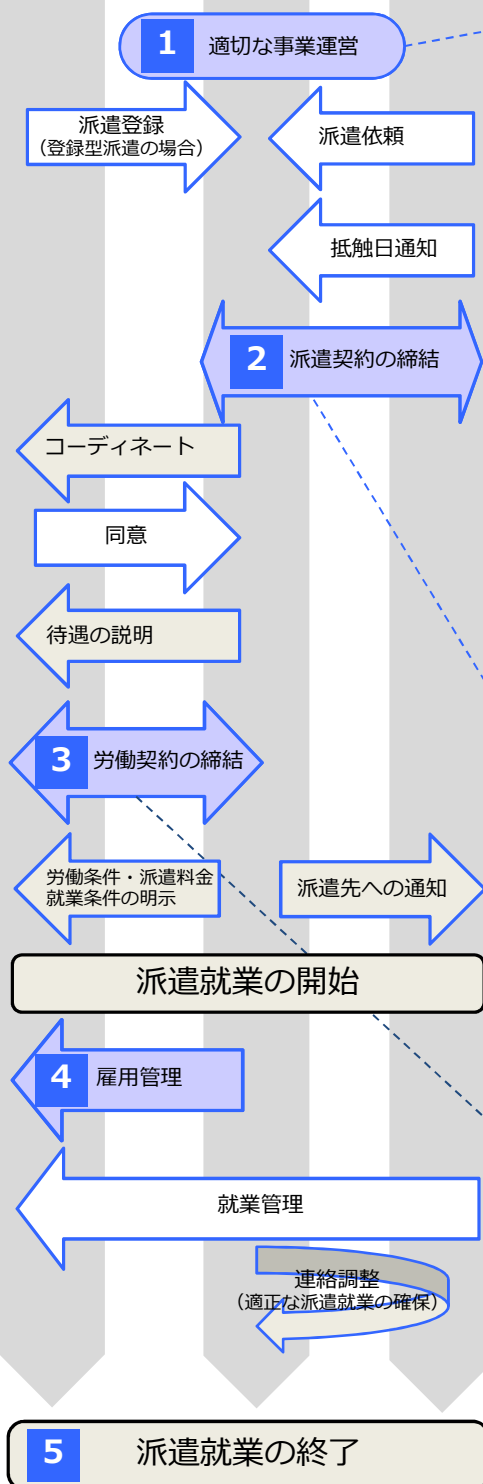 1 適切な事業運営
派遣登録
（登録型派遣の場合）
派遣依頼
抵触日通知
2 派遣契約の締結
コーディネート
同意
待遇の説明
3 労働契約の締結
労働条件・派遣料金
就業条件の明示
派遣先への通知
派遣就業の開始
4 雇用管理
就業管理
連絡調整
（適正な派遣就業の確保）
5 派遣就業の終了